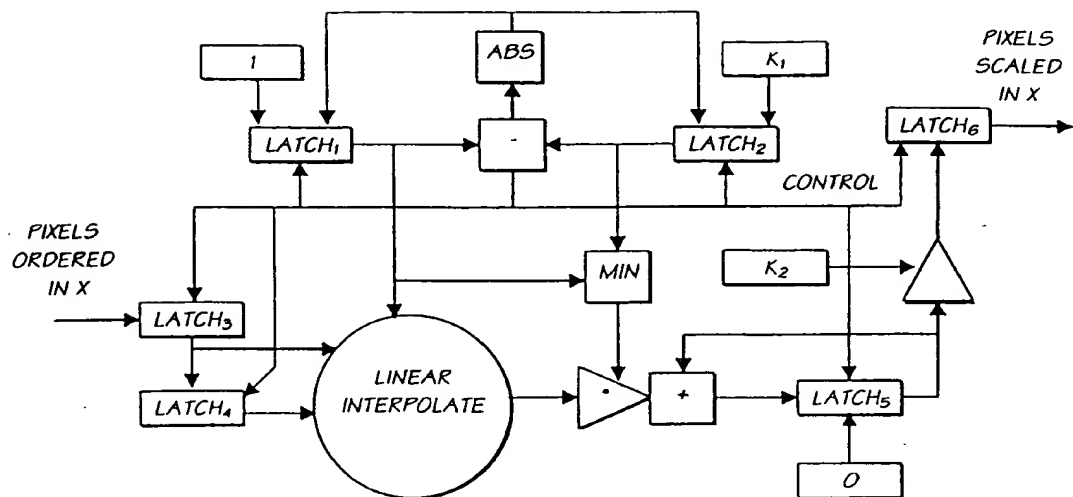 1
ABS
K₁
PIXELS
SCALED
IN X
LATCH₁
-
LATCH₂
LATCH₆
CONTROL
PIXELS
ORDERED
IN X
MIN
K₂
LATCH₃
LINEAR
INTERPOLATE
LATCH₄
*
+
LATCH₅
0